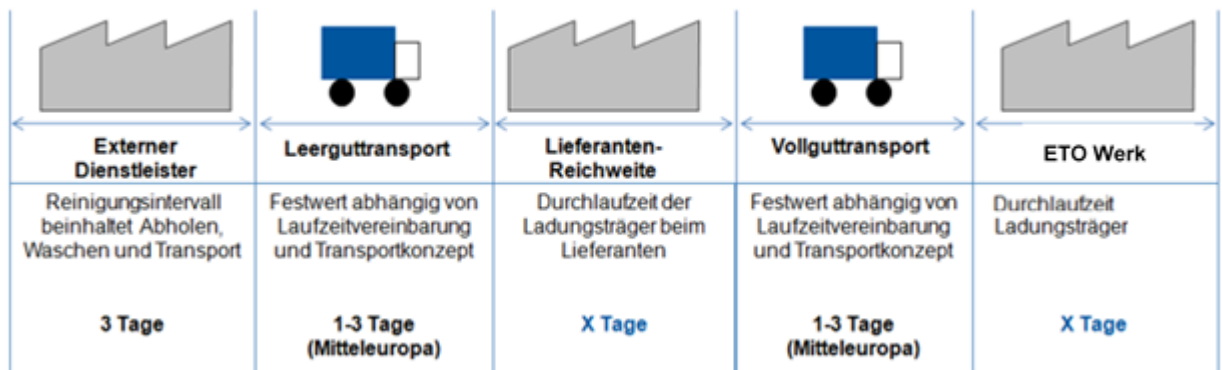 Externer
Dienstleister
Leerguttransport
Lieferanten-
Reichweite
Vollguttransport
ETO Werk
Reinigungsintervall
beinhaltet Abholen,
Waschen und Transport
Festwert abhängig von
Laufzeitvereinbarung
und Transportkonzept
Durchlaufzeit der
Ladungsträger beim
Lieferanten
Festwert abhängig von
Laufzeitvereinbarung
und Transportkonzept
Durchlaufzeit
Ladungsträger
3 Tage
1-3 Tage
(Mitteleuropa)
X Tage
1-3 Tage
(Mitteleuropa)
X Tage